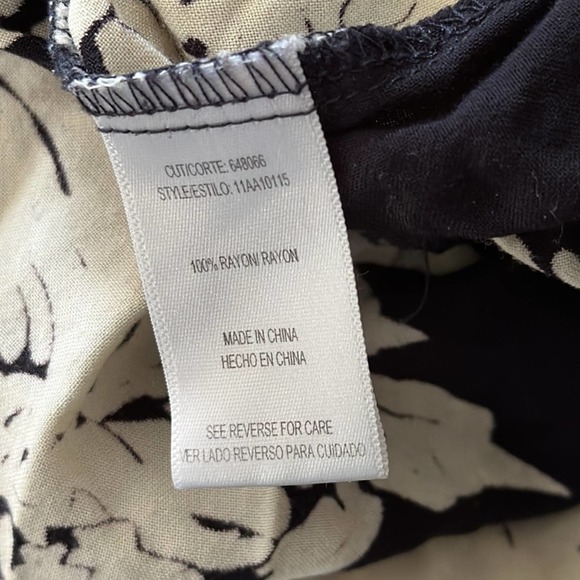 CUT/CORTE: 648066
STYLE/ESTILO: 11AA10115
100% RAYON/ RAYON
MADE IN CHINA
HECHO EN CHINA
SEE REVERSE FOR CARE
VER LADO REVERSO PARA CUIDADO